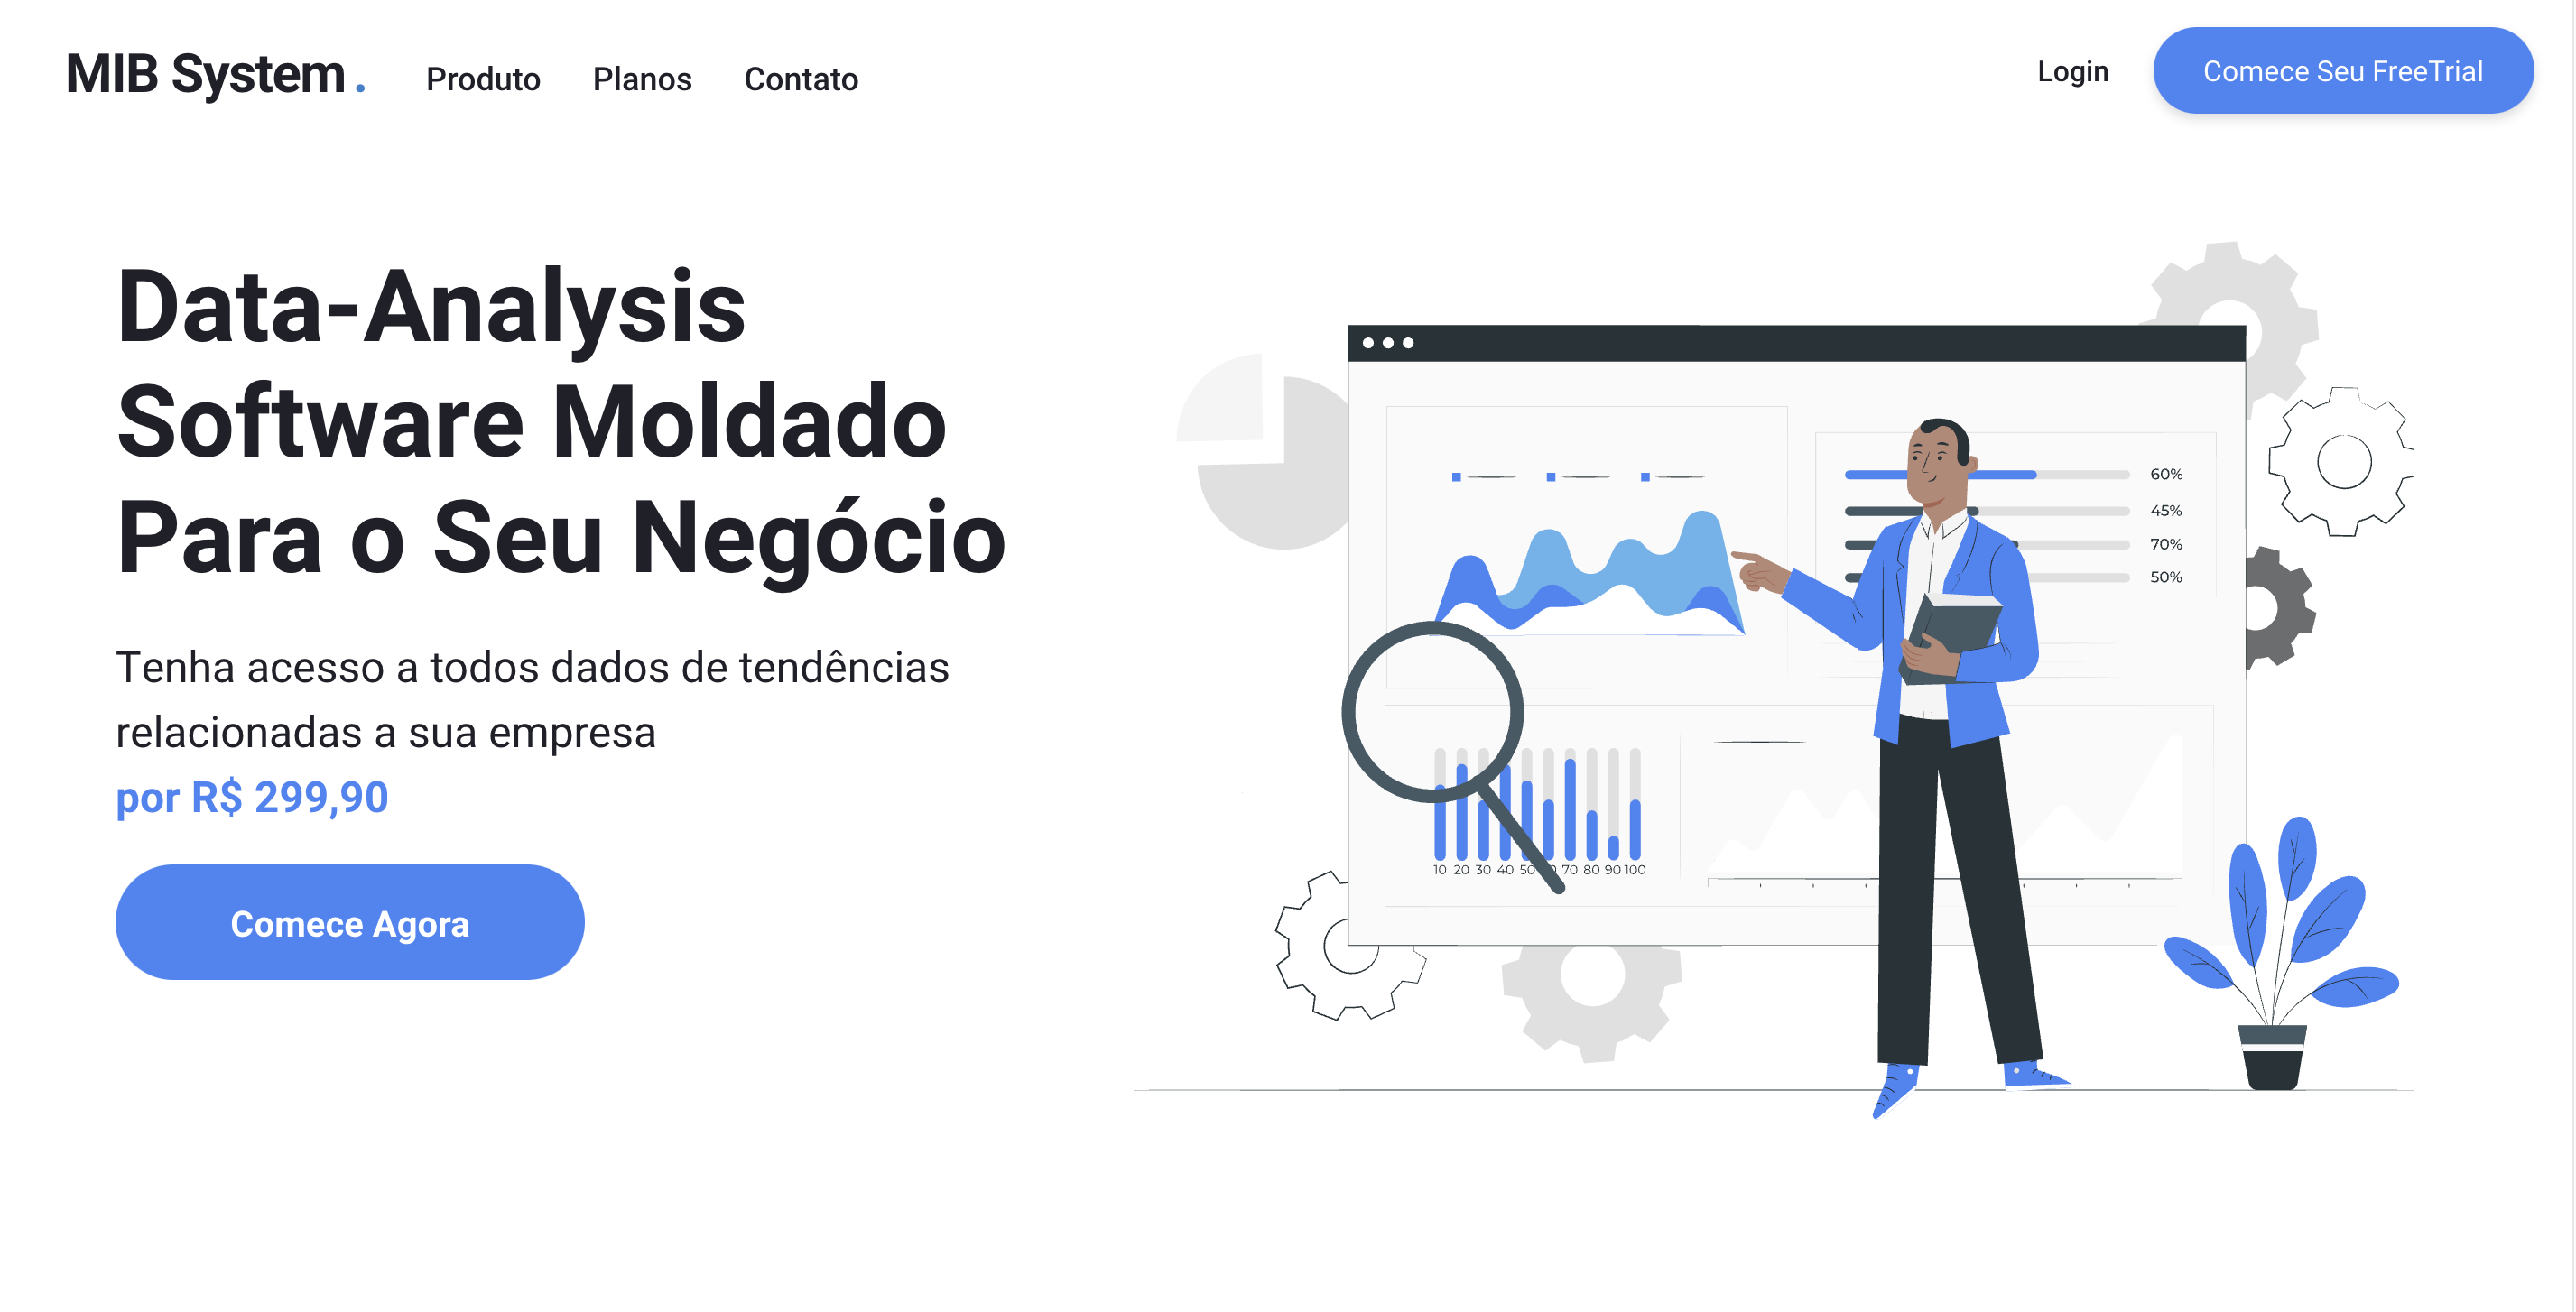 MIB System.
Produto
Planos
Contato
Login
Comece Seu FreeTrial
Data-Analysis
Software Moldado
Para o Seu Negócio
Tenha acesso a todos dados de tendências
relacionadas a sua empresa
por R$ 299,90
Comece Agora
60%
45%
70%
50%
10 20 30 40 50 70 80 90 100